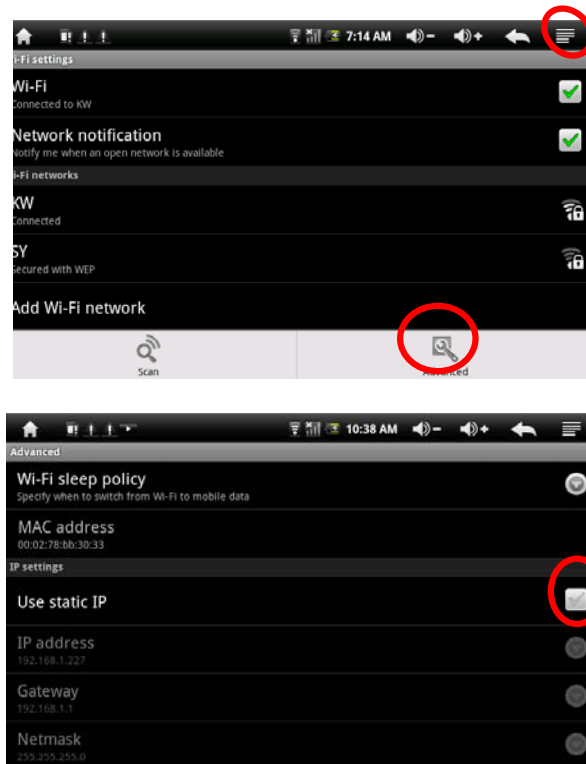 7:14 AM
i-Fi settings
Wi-Fi
Connected to KW
Network notification
Notify me when an open network is available
i-Fi networks
KW
Connected
SY
Secured with WEP
Add Wi-Fi network
Scan
Advanced
10:38 AM
Advanced
Wi-Fi sleep policy
Specify when to switch from Wi-Fi to mobile data
MAC address
00:02:78:bb:30:33
IP settings
Use static IP
IP address
192.168.1.227
Gateway
192.168.1.1
Netmask
255.255.255.0